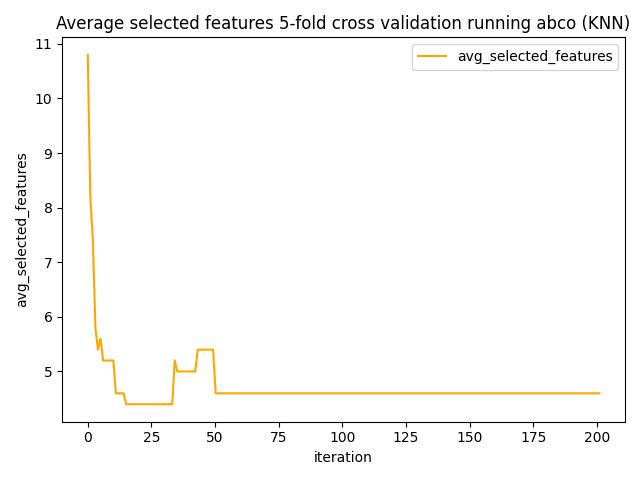 Average selected features 5-fold cross validation running abco (KNN)
avg_selected_features
avg_selected_features
11
10
9
8
7
6
5
0 25 50 75 100 125 150 175 200
iteration